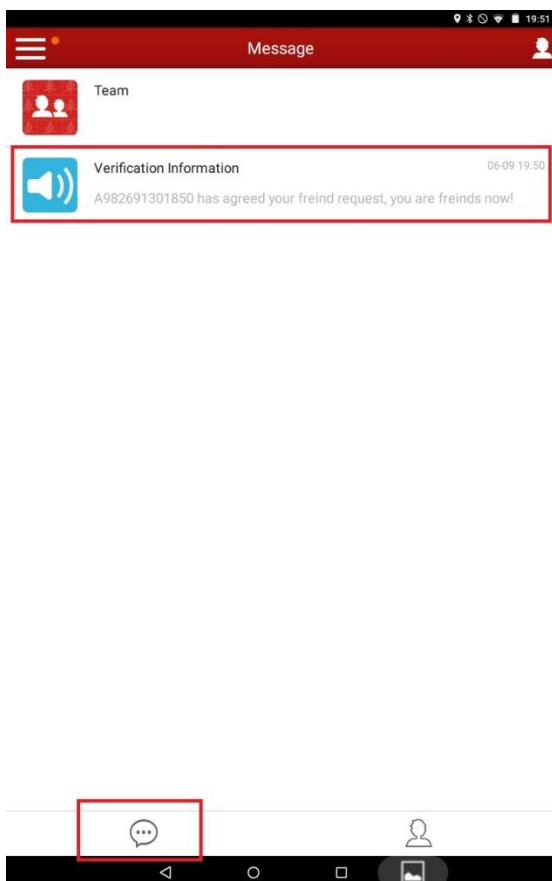 19:51
Message
Team
Verification Information 06-09 19:50
A982691301850 has agreed your freind request, you are freinds now!